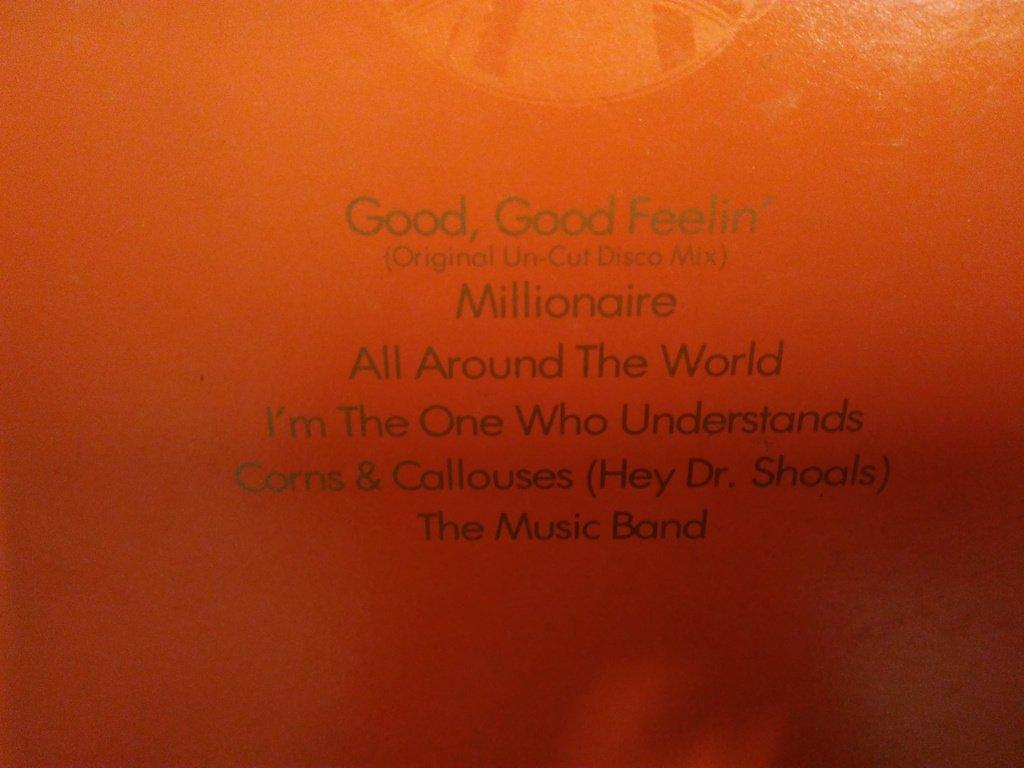 Good, Good Feelin'
(Original Un-Cut Disco Mix)
Millionaire
All Around The World
I'm The One Who Understands
Corns & Callouses (Hey Dr. Shoals)
The Music Band